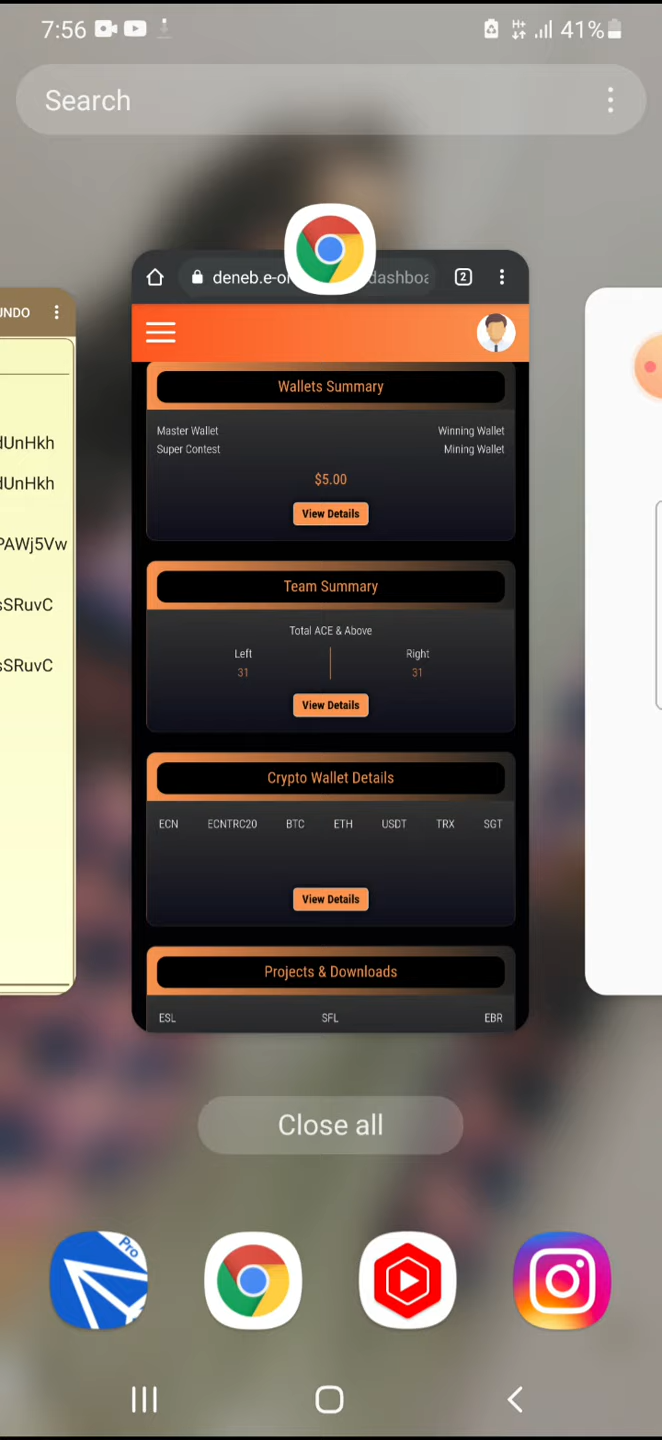 7:56
41%
Search
UNDO
dUnHkh
dUnHkh
PAWj5Vw
sSRuvC
sSRuvC
deneb.e-or
dashboa
2
Wallets Summary
Master Wallet Winning Wallet
Super Contest Mining Wallet
$5.00
View Details
Team Summary
Total ACE & Above
Left Right
31 31
View Details
Crypto Wallet Details
ECN ECNTRC20 BTC ETH USDT TRX SGT
View Details
Projects & Downloads
ESL SFL EBR
Close all
Pro